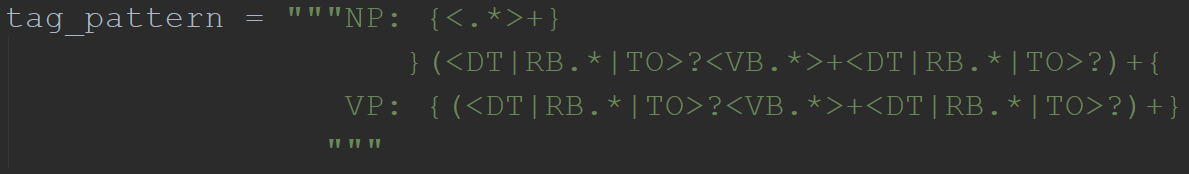 tag_pattern = """NP: {<.*>+}
}(<DT|RB.*|TO>?<VB.*>+<DT|RB.*|TO>?)+{
VP: {(<DT|RB.*|TO>?<VB.*>+<DT|RB.*|TO>?)+}
"""